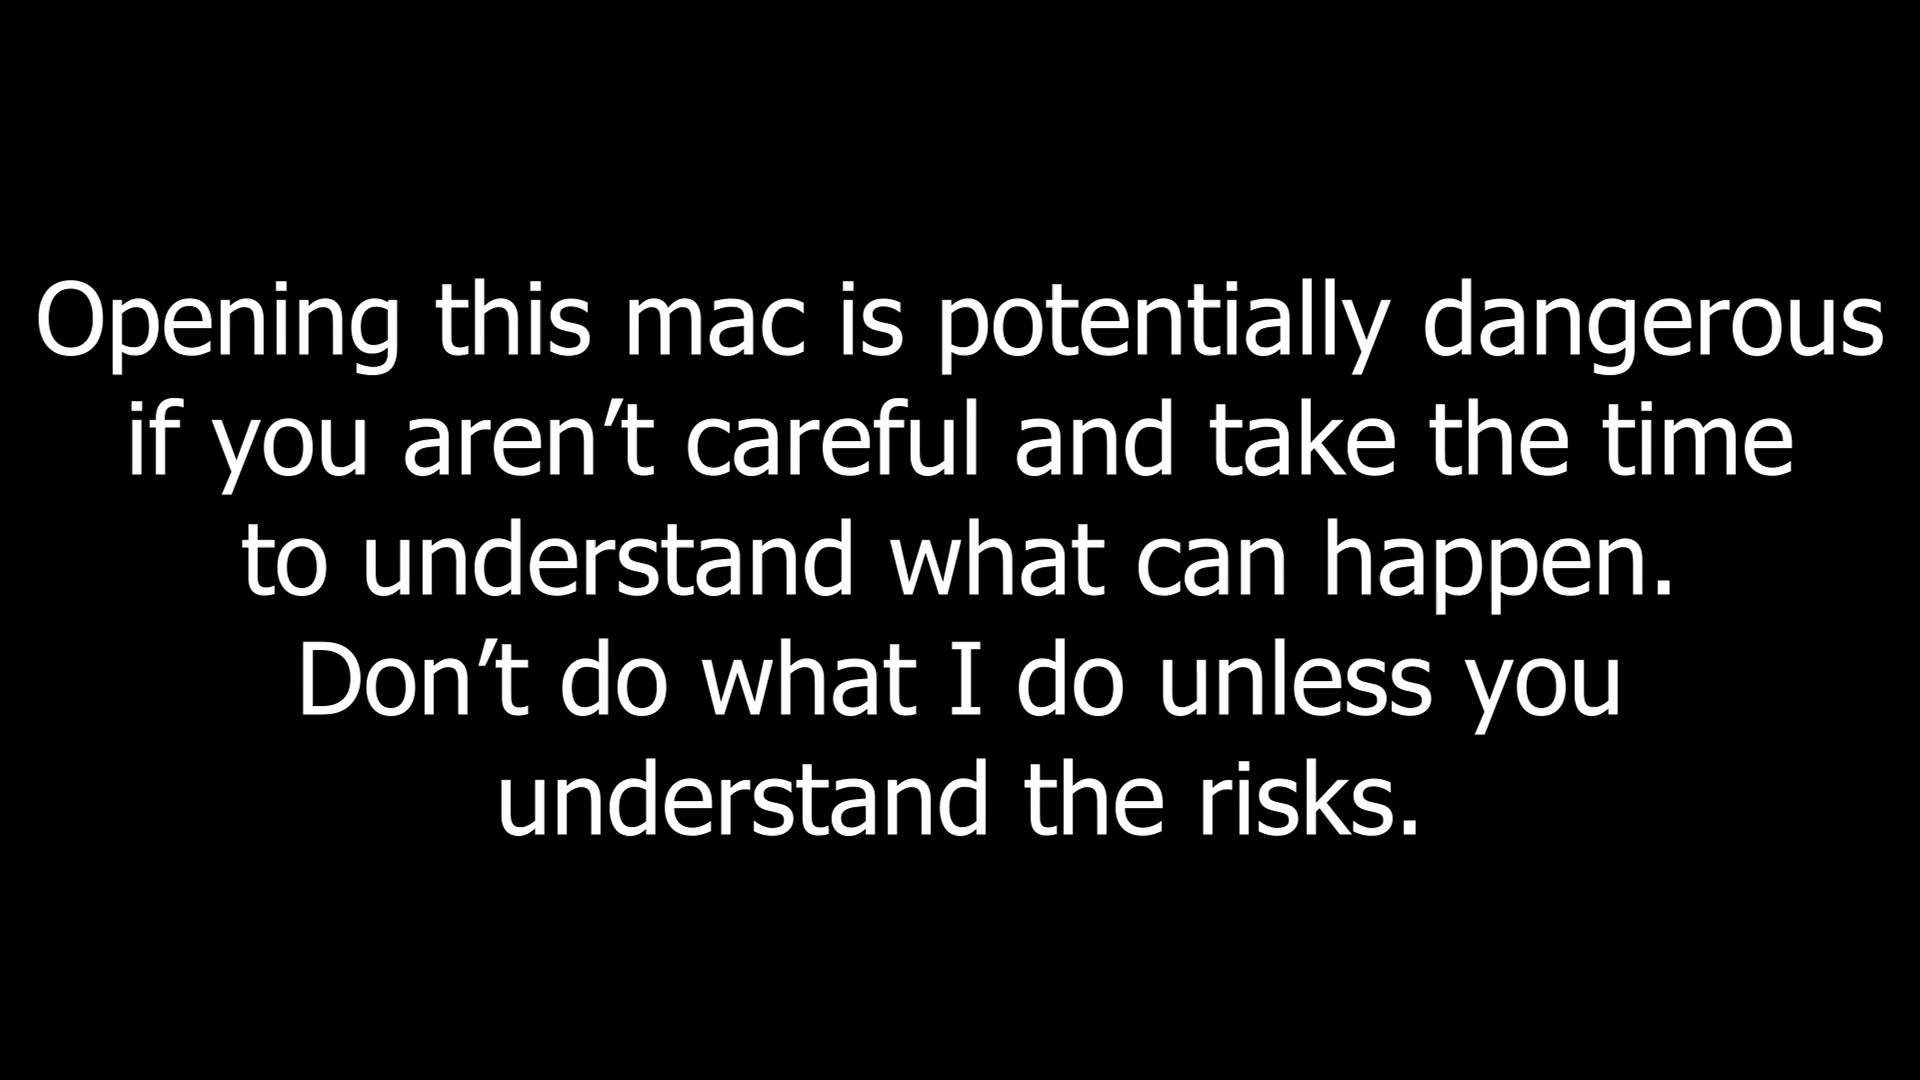 Opening this mac is potentially dangerous
if you aren’t careful and take the time
to understand what can happen.
Don’t do what I do unless you
understand the risks.